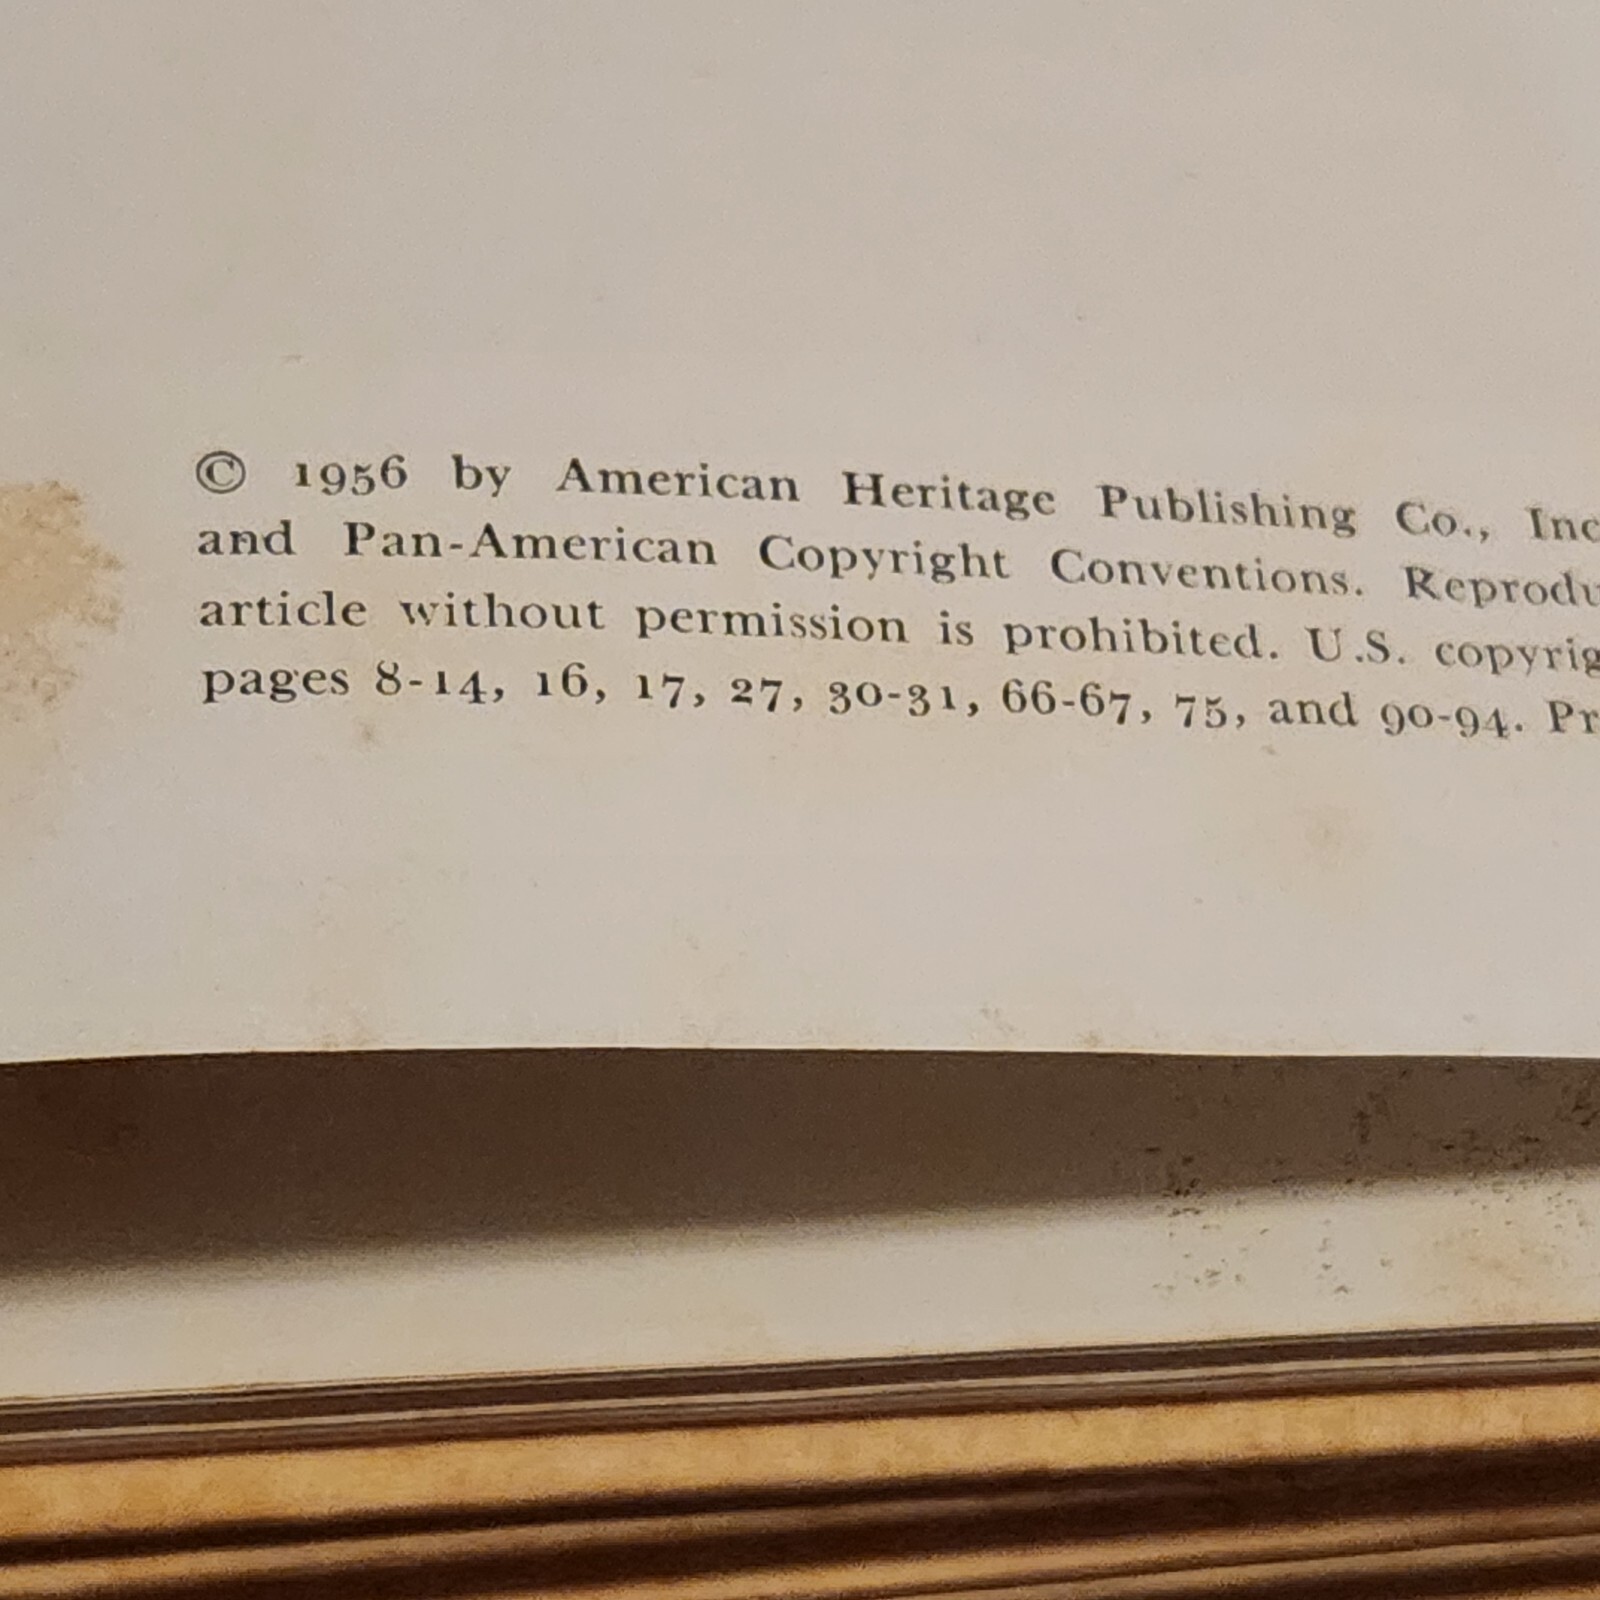 © 1956 by American Heritage Publishing Co., Inc
and Pan-American Copyright Conventions. Reprodu
article without permission is prohibited. U.S. copyrig
pages 8-14, 16, 17, 27, 30-31, 66-67, 75, and 90-94. Pr